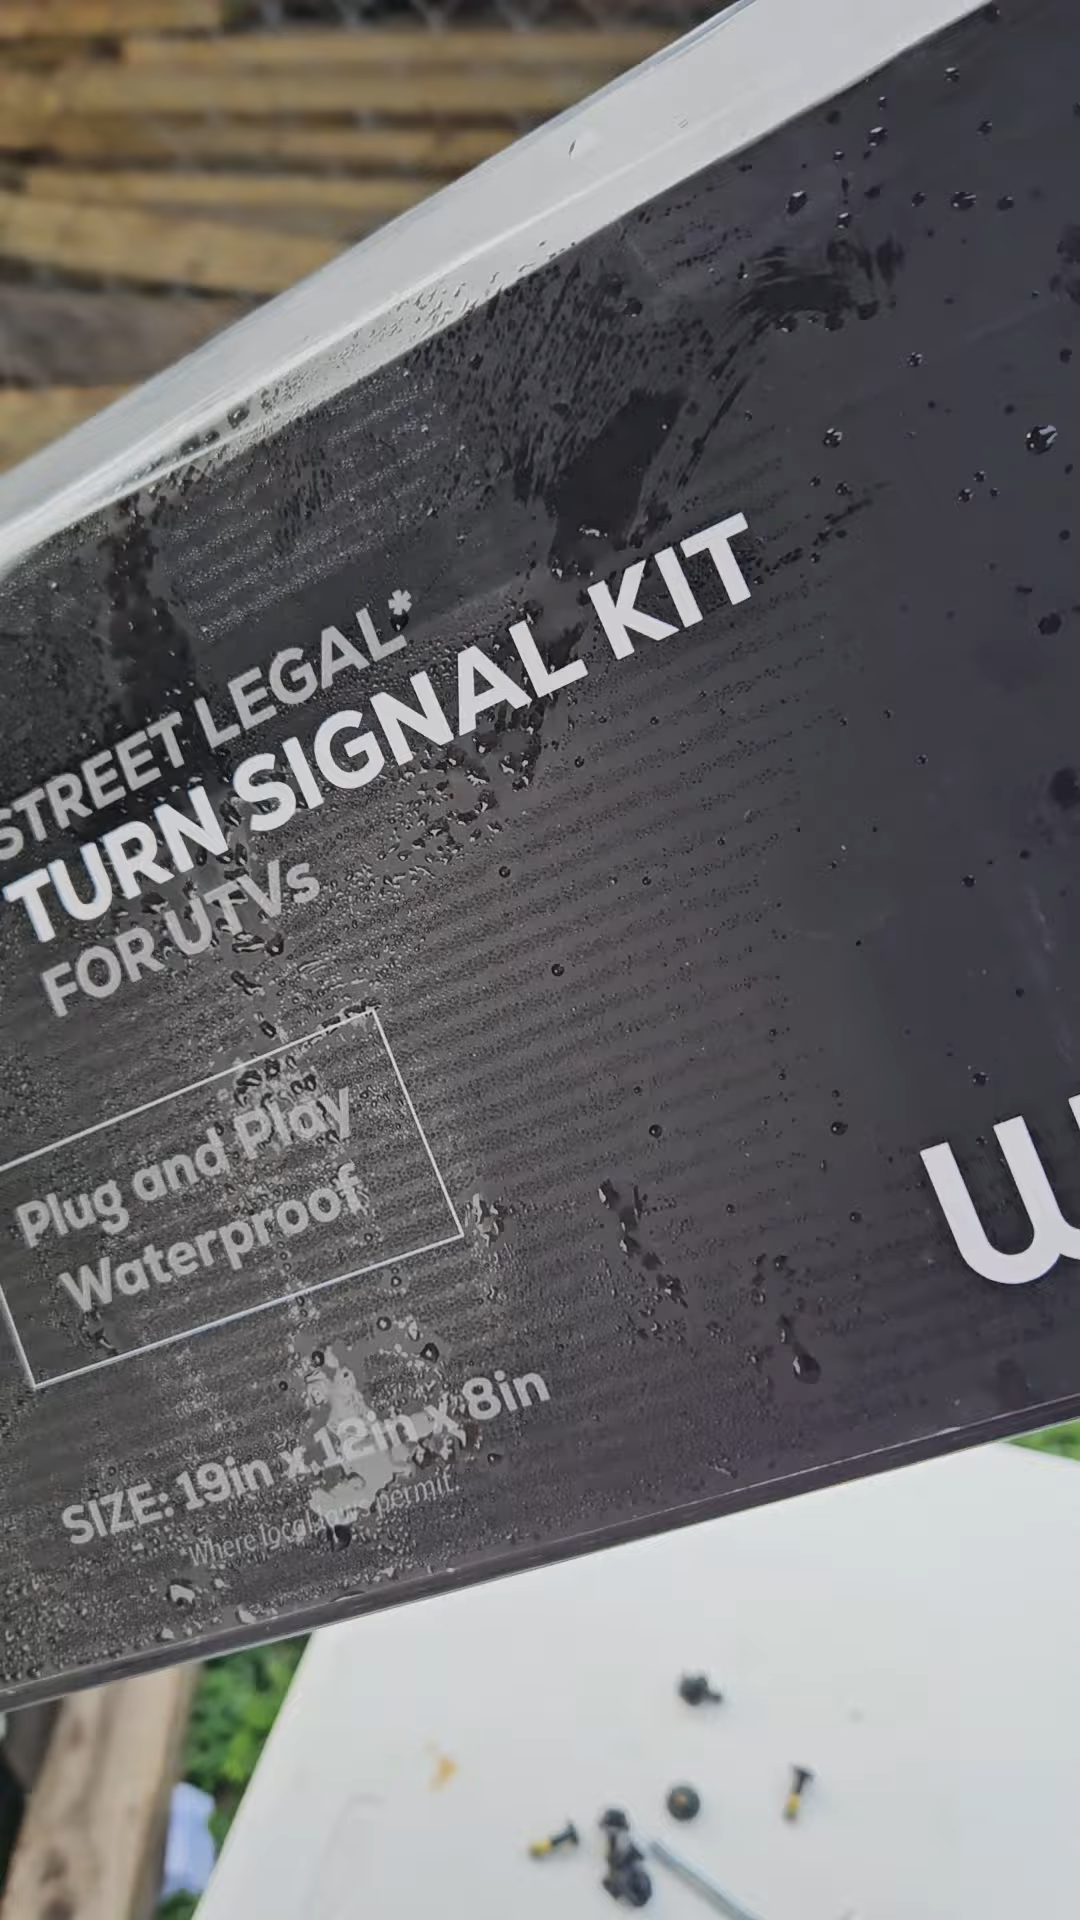 STREET LEGAL*
TURN SIGNAL KIT
FOR UTVs
Plug and Play
Waterproof
SIZE: 19in x 12in x 8in
*Where local laws permit.